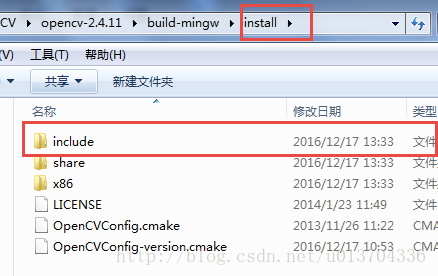 CV ▸ opencv-2.4.11 ▸ build-mingw ▸ install ▸
共享 新建文件夹
名称 修改日期 类型
include 2016/12/17 13:33 文件
share 2016/12/17 13:33 文件
x86 2016/12/17 13:33 文件
LICENSE 2014/1/23 11:49 文件
OpenCVConfig.cmake 2013/11/26 11:22 CMA
OpenCVConfig-version.cmake 2016/12/17 10:53 CMA
http://blog.csdn.net/u013704336